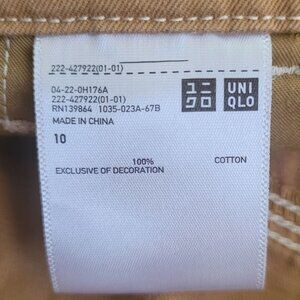 222-427922(01-01)
04-22-0H176A
222-427922(01-01)
RN139864 1035-023A-67B
MADE IN CHINA
10
ユニ
クロ
UNI
QLO
100% COTTON
EXCLUSIVE OF DECORATION